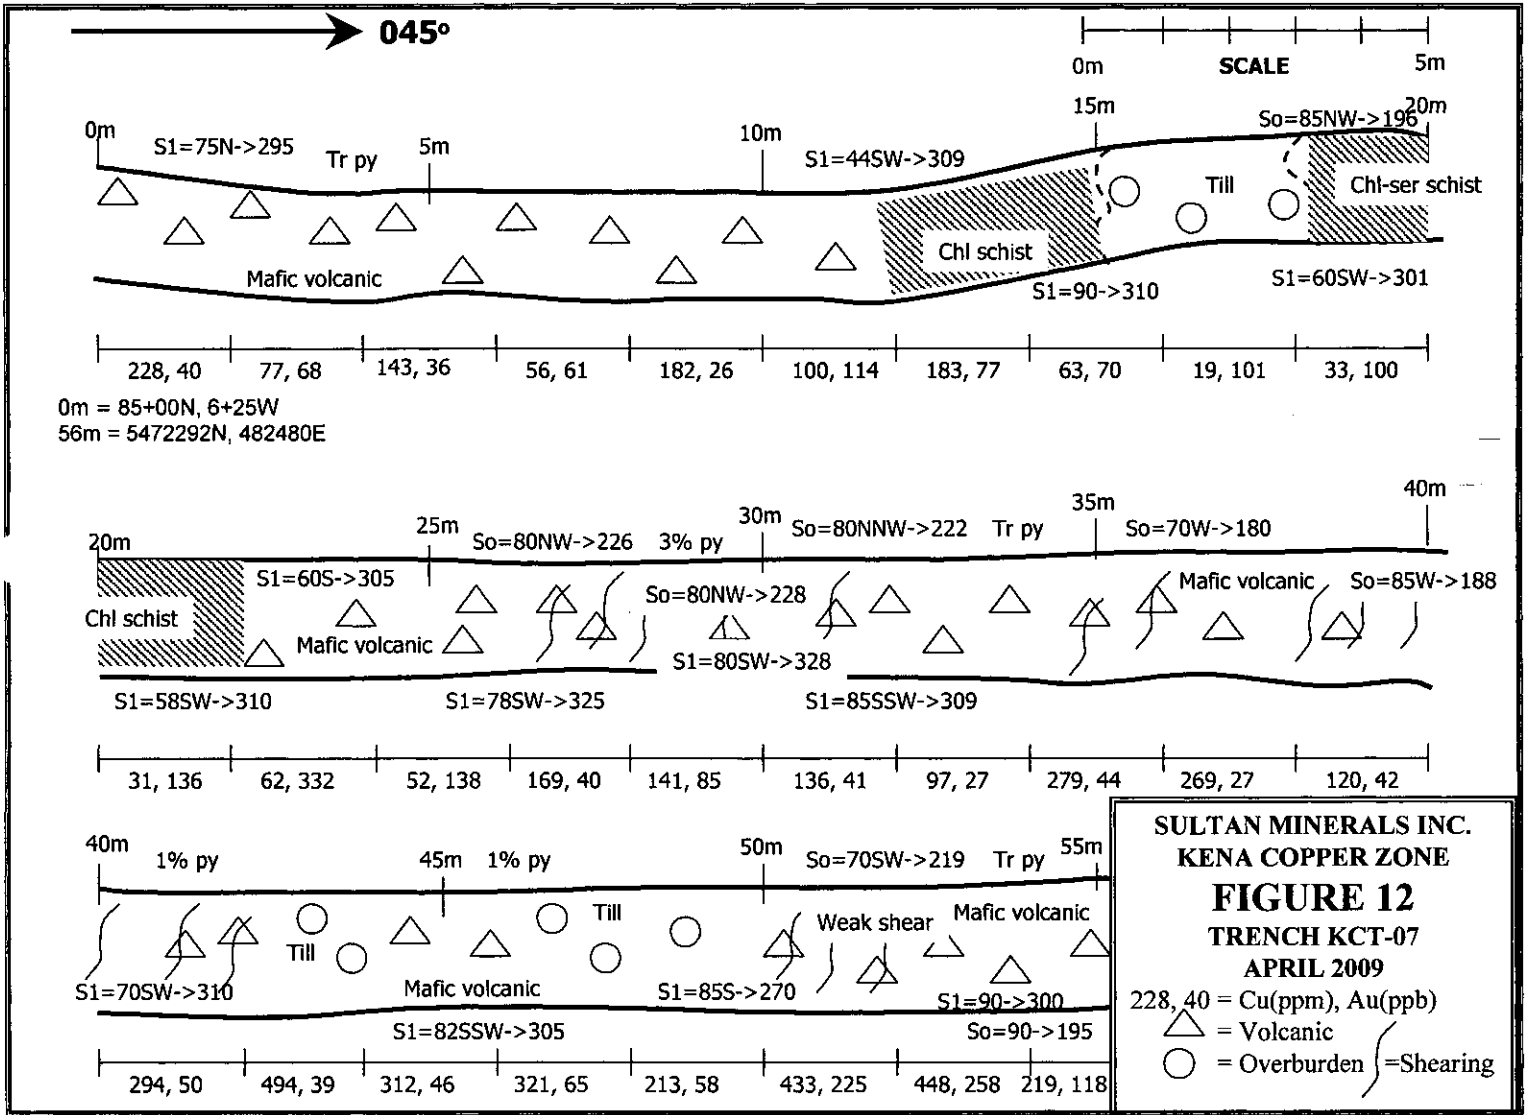 045°
0m SCALE 5m
0m S1=75N->295 Tr py 5m 10m S1=44SW->309 15m So=85NW->196 20m
Till Chl-ser schist
Mafic volcanic Chl schist
S1=90->310 S1=60SW->301
228, 40 77, 68 143, 36 56, 61 182, 26 100, 114 183, 77 63, 70 19, 101 33, 100
0m = 85+00N, 6+25W
56m = 5472292N, 482480E
20m 25m So=80NW->226 3% py 30m So=80NNW->222 Tr py 35m So=70W->180 40m
S1=60S->305 So=80NW->228 Mafic volcanic So=85W->188
Chl schist Mafic volcanic
S1=80SW->328
S1=58SW->310 S1=78SW->325 S1=85SSW->309
31, 136 62, 332 52, 138 169, 40 141, 85 136, 41 97, 27 279, 44 269, 27 120, 42
40m 1% py 45m 1% py 50m So=70SW->219 Tr py 55m
Till Till Weak shear Mafic volcanic
S1=70SW->310 Mafic volcanic S1=85S->270 S1=90->300
S1=82SSW->305 So=90->195
294, 50 494, 39 312, 46 321, 65 213, 58 433, 225 448, 258 219, 118
SULTAN MINERALS INC.
KENA COPPER ZONE
FIGURE 12
TRENCH KCT-07
APRIL 2009
228, 40 = Cu(ppm), Au(ppb)
= Volcanic
= Overburden =Shearing